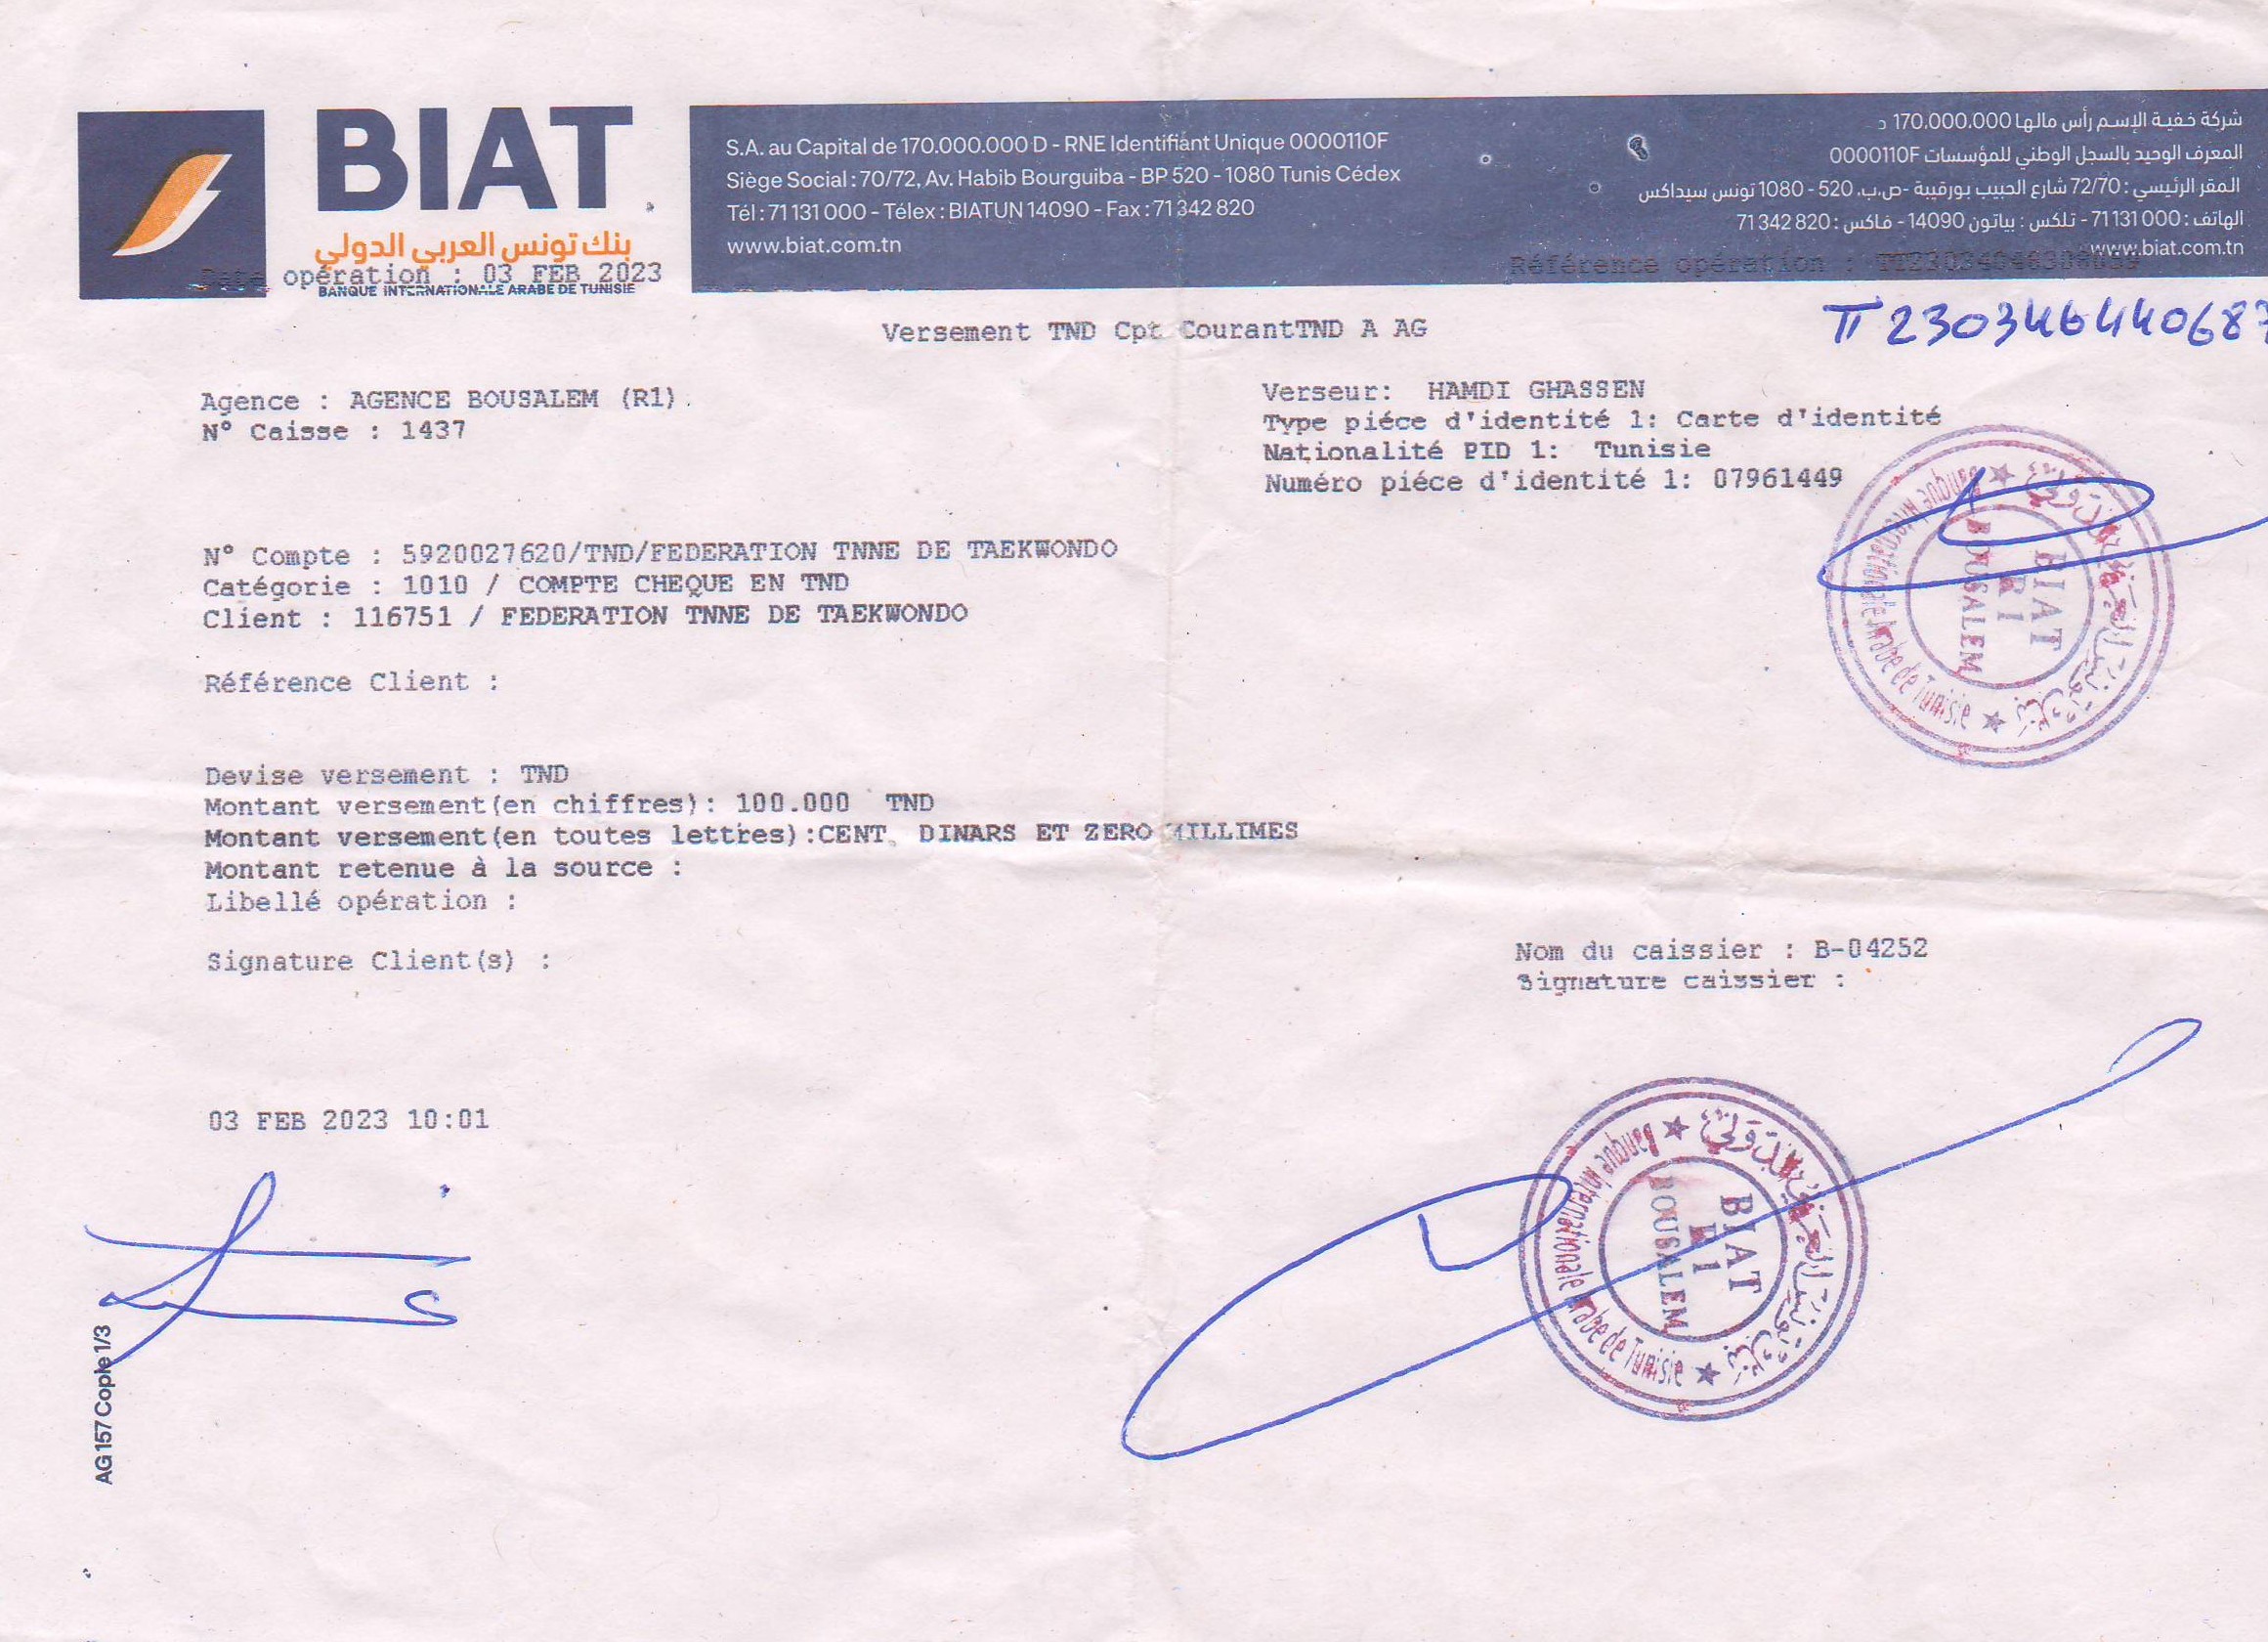 BIAT
بنك تونس العربي الدولي
BANQUE INTERNATIONALE ARABE DE TUNISIE
S.A. au Capital de 170.000.000 D - RNE Identifiant Unique 0000110F
Siège Social : 70/72, Av. Habib Bourguiba - BP 520 - 1080 Tunis Cédex
Tél : 71 131 000 - Télex : BIATUN 14090 - Fax : 71 342 820
www.biat.com.tn
شركة خفية الإسم رأس مالها 170.000.000 د
المعرف الوحيد بالسجل الوطني للمؤسسات 0000110F
المقر الرئيسي : 72/70 شارع الحبيب بورقيبة -ص.ب. 520 - 1080 تونس سيداكس
الهاتف : 71 131 000 - تلكس : بياتون 14090 - فاكس : 71 342 820
www.biat.com.tn
Date opération : 03 FEB 2023
Référence opération :
Versement TND Cpt CourantTND A AG
Agence : AGENCE BOUSALEM (R1)
N° Caisse : 1437
Verseur: HAMDI GHASSEN
Type piéce d'identité 1: Carte d'identité
Nationalité PID 1: Tunisie
Numéro piéce d'identité 1: 07961449
N° Compte : 5920027620/TND/FEDERATION TNNE DE TAEKWONDO
Catégorie : 1010 / COMPTE CHEQUE EN TND
Client : 116751 / FEDERATION TNNE DE TAEKWONDO
Banque Internationale Arabe de Tunisie
BIAT
R1
BOUSALEM
Référence Client :
Devise versement : TND
Montant versement(en chiffres): 100.000 TND
Montant versement(en toutes lettres):CENT DINARS ET ZERO MILLIMES
Montant retenue à la source :
Libellé opération :
Signature Client(s) :
Nom du caissier : B-04252
Signature caissier :
03 FEB 2023 10:01
Banque Internationale Arabe de Tunisie
BIAT
R1
BOUSALEM
AG 157 Copie 1/3